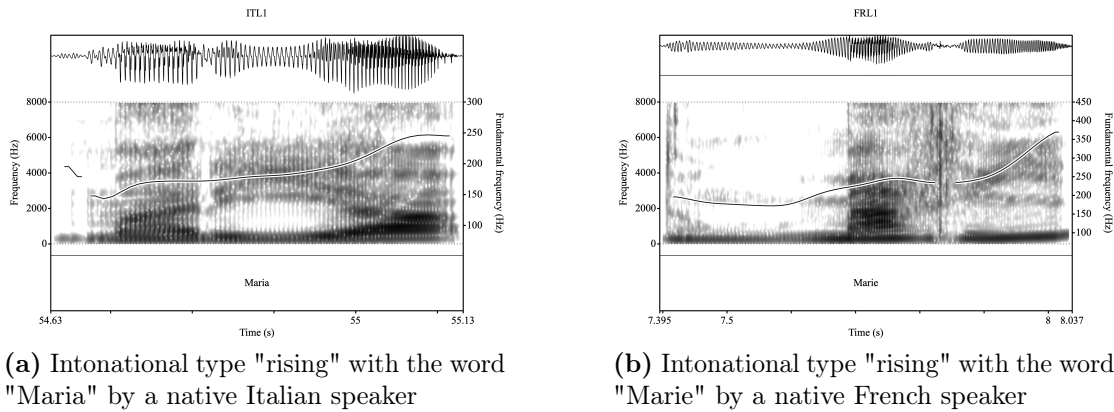 ITL1
8000
6000
4000
2000
0
Frequency (Hz)
300
250
200
150
100
Fundamental frequency (Hz)
Maria
54.63
55
55.13
Time (s)
(a) Intonational type "rising" with the word
"Maria" by a native Italian speaker
FRL1
8000
6000
4000
2000
0
Frequency (Hz)
450
400
350
300
250
200
150
100
Fundamental frequency (Hz)
Marie
7.395
7.5
8
8.037
Time (s)
(b) Intonational type "rising" with the word
"Marie" by a native French speaker